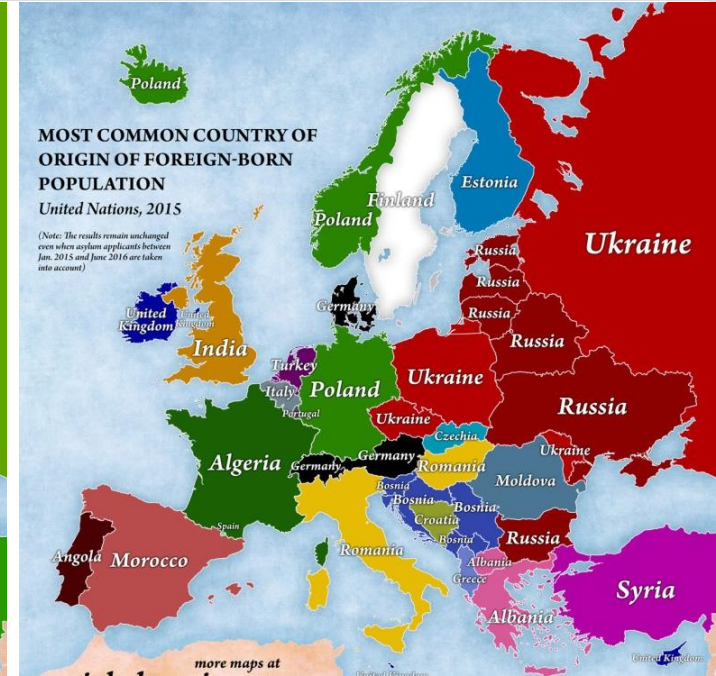 Poland
MOST COMMON COUNTRY OF
ORIGIN OF FOREIGN-BORN
POPULATION
United Nations, 2015
(Note: The results remain unchanged
even when asylum applicants between
Jan. 2015 and June 2016 are taken
into account)
Finland
Estonia
Poland
Ukraine
Russia
Russia
Russia
Germany
United
Kingdom
United
Kingdom
India
Russia
Turkey
Italy
Poland
Ukraine
Portugal
Russia
Ukraine
Czechia
Algeria
Germany
Germany
Romania
Ukraine
Moldova
Bosnia
Bosnia
Bosnia
Croatia
Spain
Bosnia
Russia
Angola
Morocco
Romania
Albania
Greece
Syria
Albania
United Kingdom
more maps at
United Kingdom